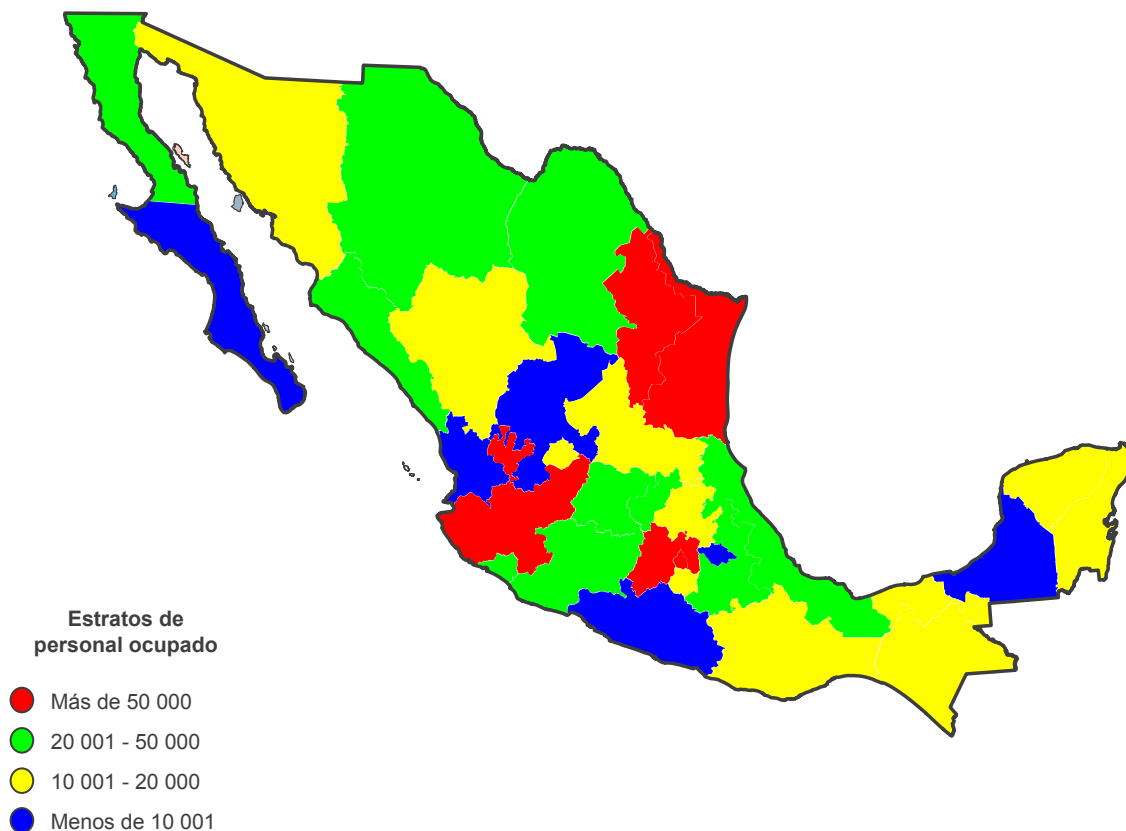 Estratos de
personal ocupado
Más de 50 000
20 001 - 50 000
10 001 - 20 000
Menos de 10 001